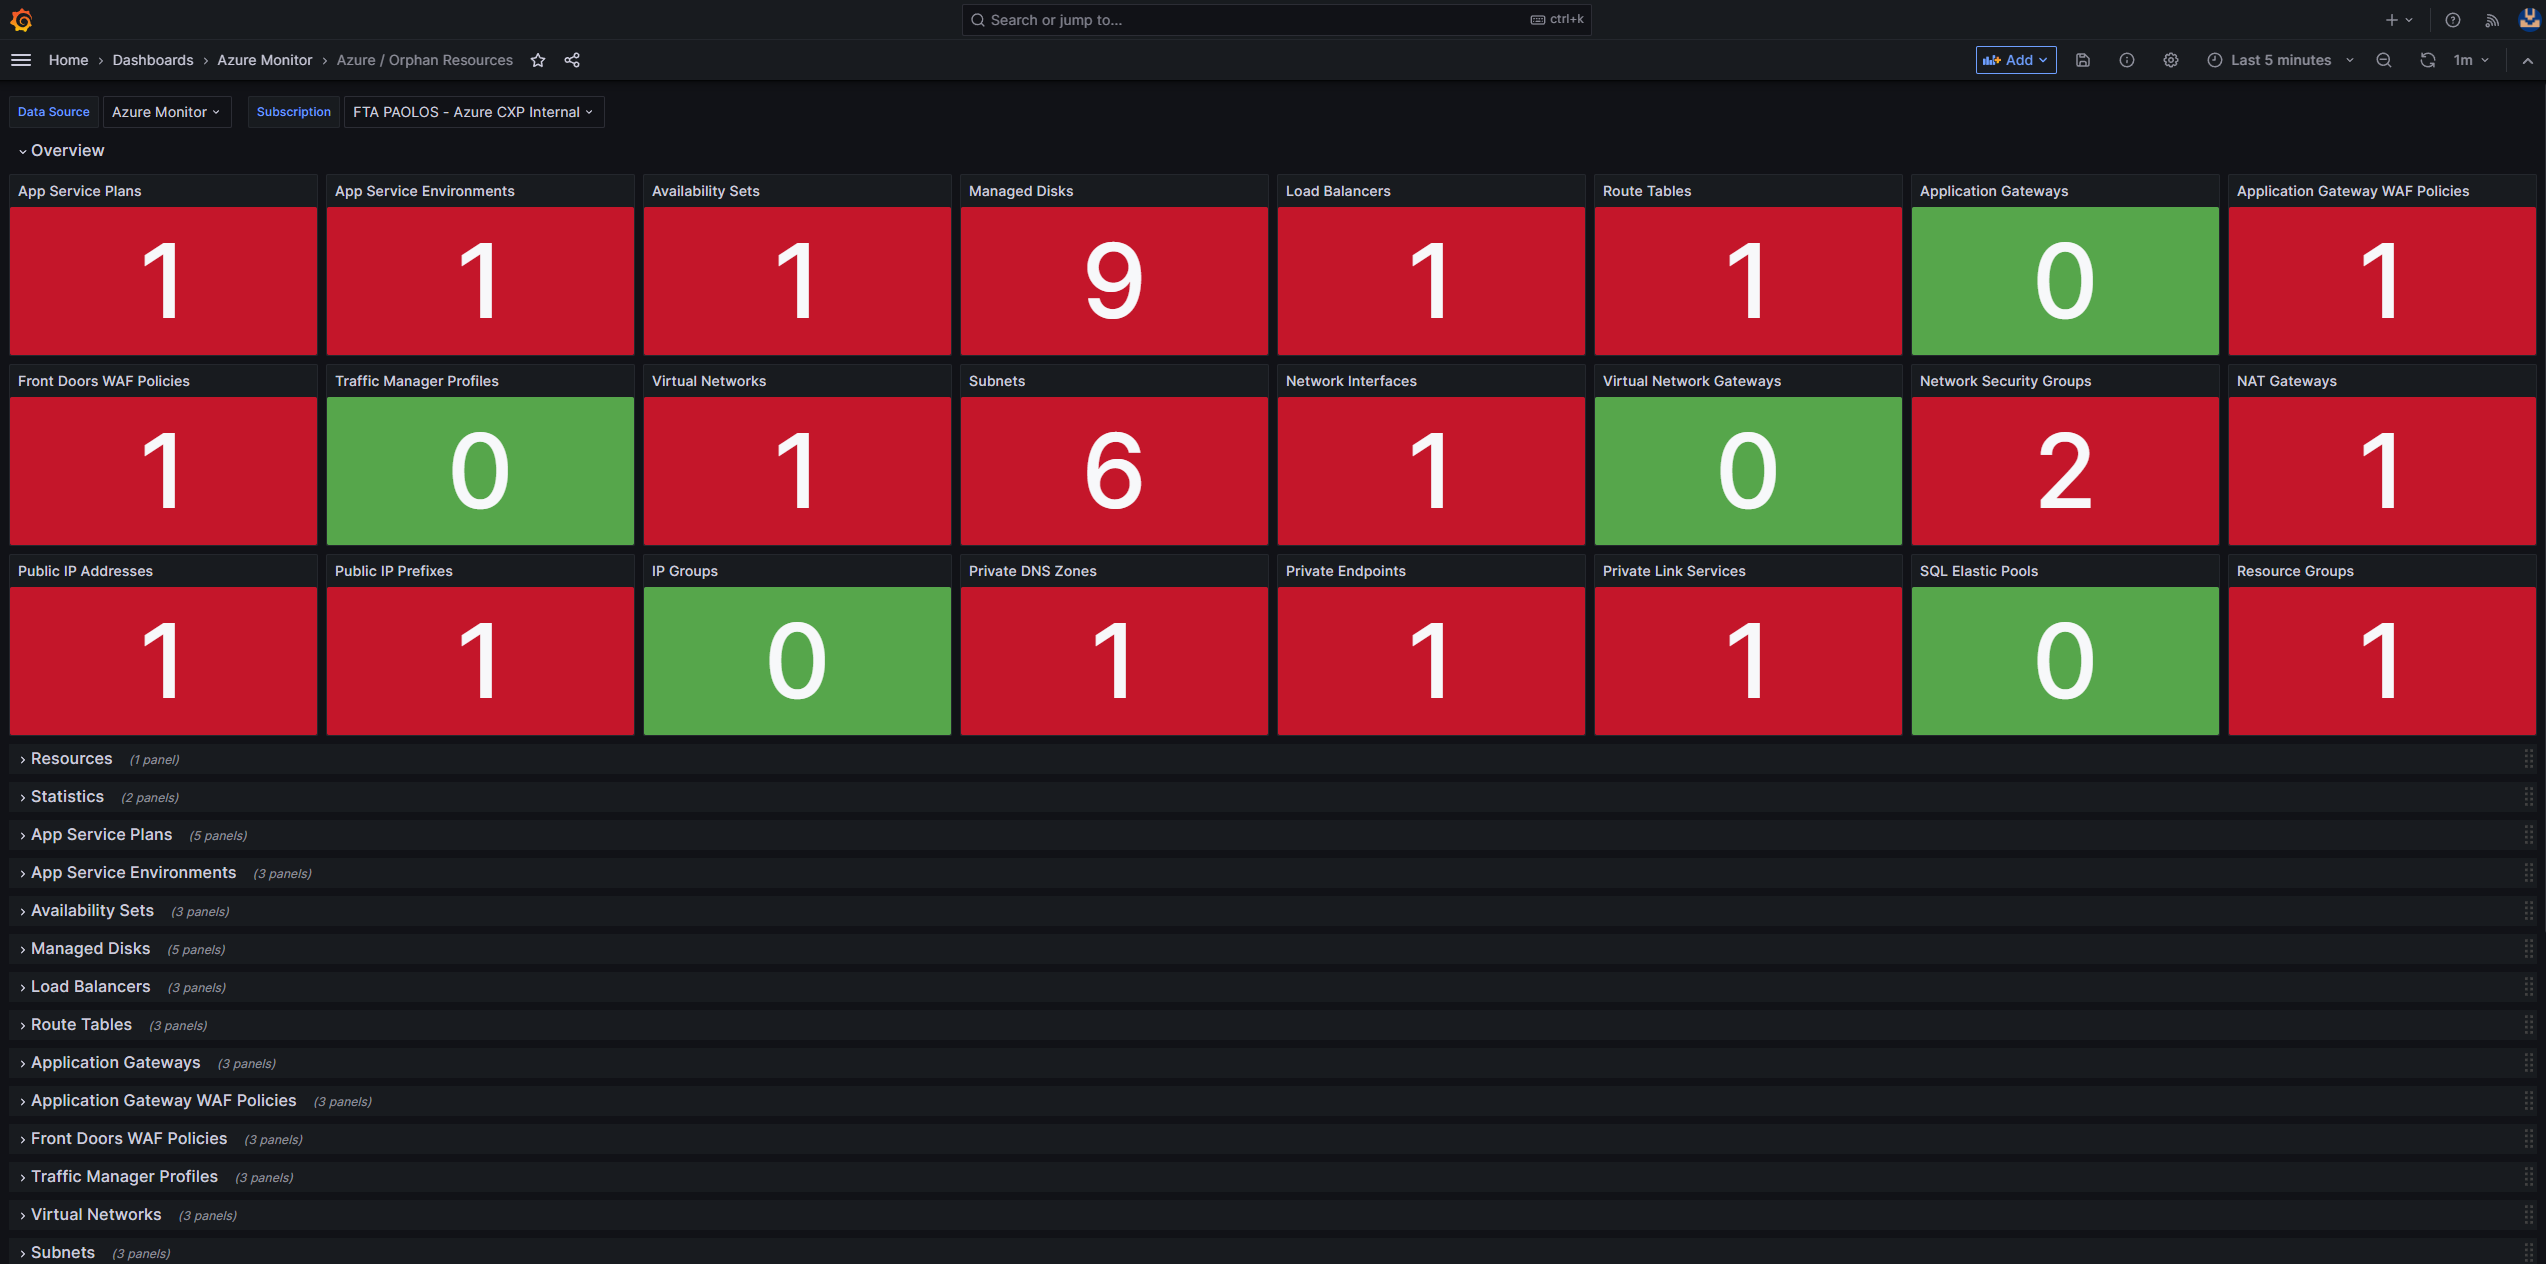 Search or jump to... ctrl+k
Home › Dashboards › Azure Monitor › Azure / Orphan Resources Add Last 5 minutes 1m
Data Source Azure Monitor Subscription FTA PAOLOS - Azure CXP Internal
Overview
App Service Plans App Service Environments Availability Sets Managed Disks Load Balancers Route Tables Application Gateways Application Gateway WAF Policies
1 1 1 9 1 1 0 1
Front Doors WAF Policies Traffic Manager Profiles Virtual Networks Subnets Network Interfaces Virtual Network Gateways Network Security Groups NAT Gateways
1 0 1 6 1 0 2 1
Public IP Addresses Public IP Prefixes IP Groups Private DNS Zones Private Endpoints Private Link Services SQL Elastic Pools Resource Groups
1 1 0 1 1 1 0 1
Resources (1 panel)
Statistics (2 panels)
App Service Plans (5 panels)
App Service Environments (3 panels)
Availability Sets (3 panels)
Managed Disks (5 panels)
Load Balancers (3 panels)
Route Tables (3 panels)
Application Gateways (3 panels)
Application Gateway WAF Policies (3 panels)
Front Doors WAF Policies (3 panels)
Traffic Manager Profiles (3 panels)
Virtual Networks (3 panels)
Subnets (3 panels)